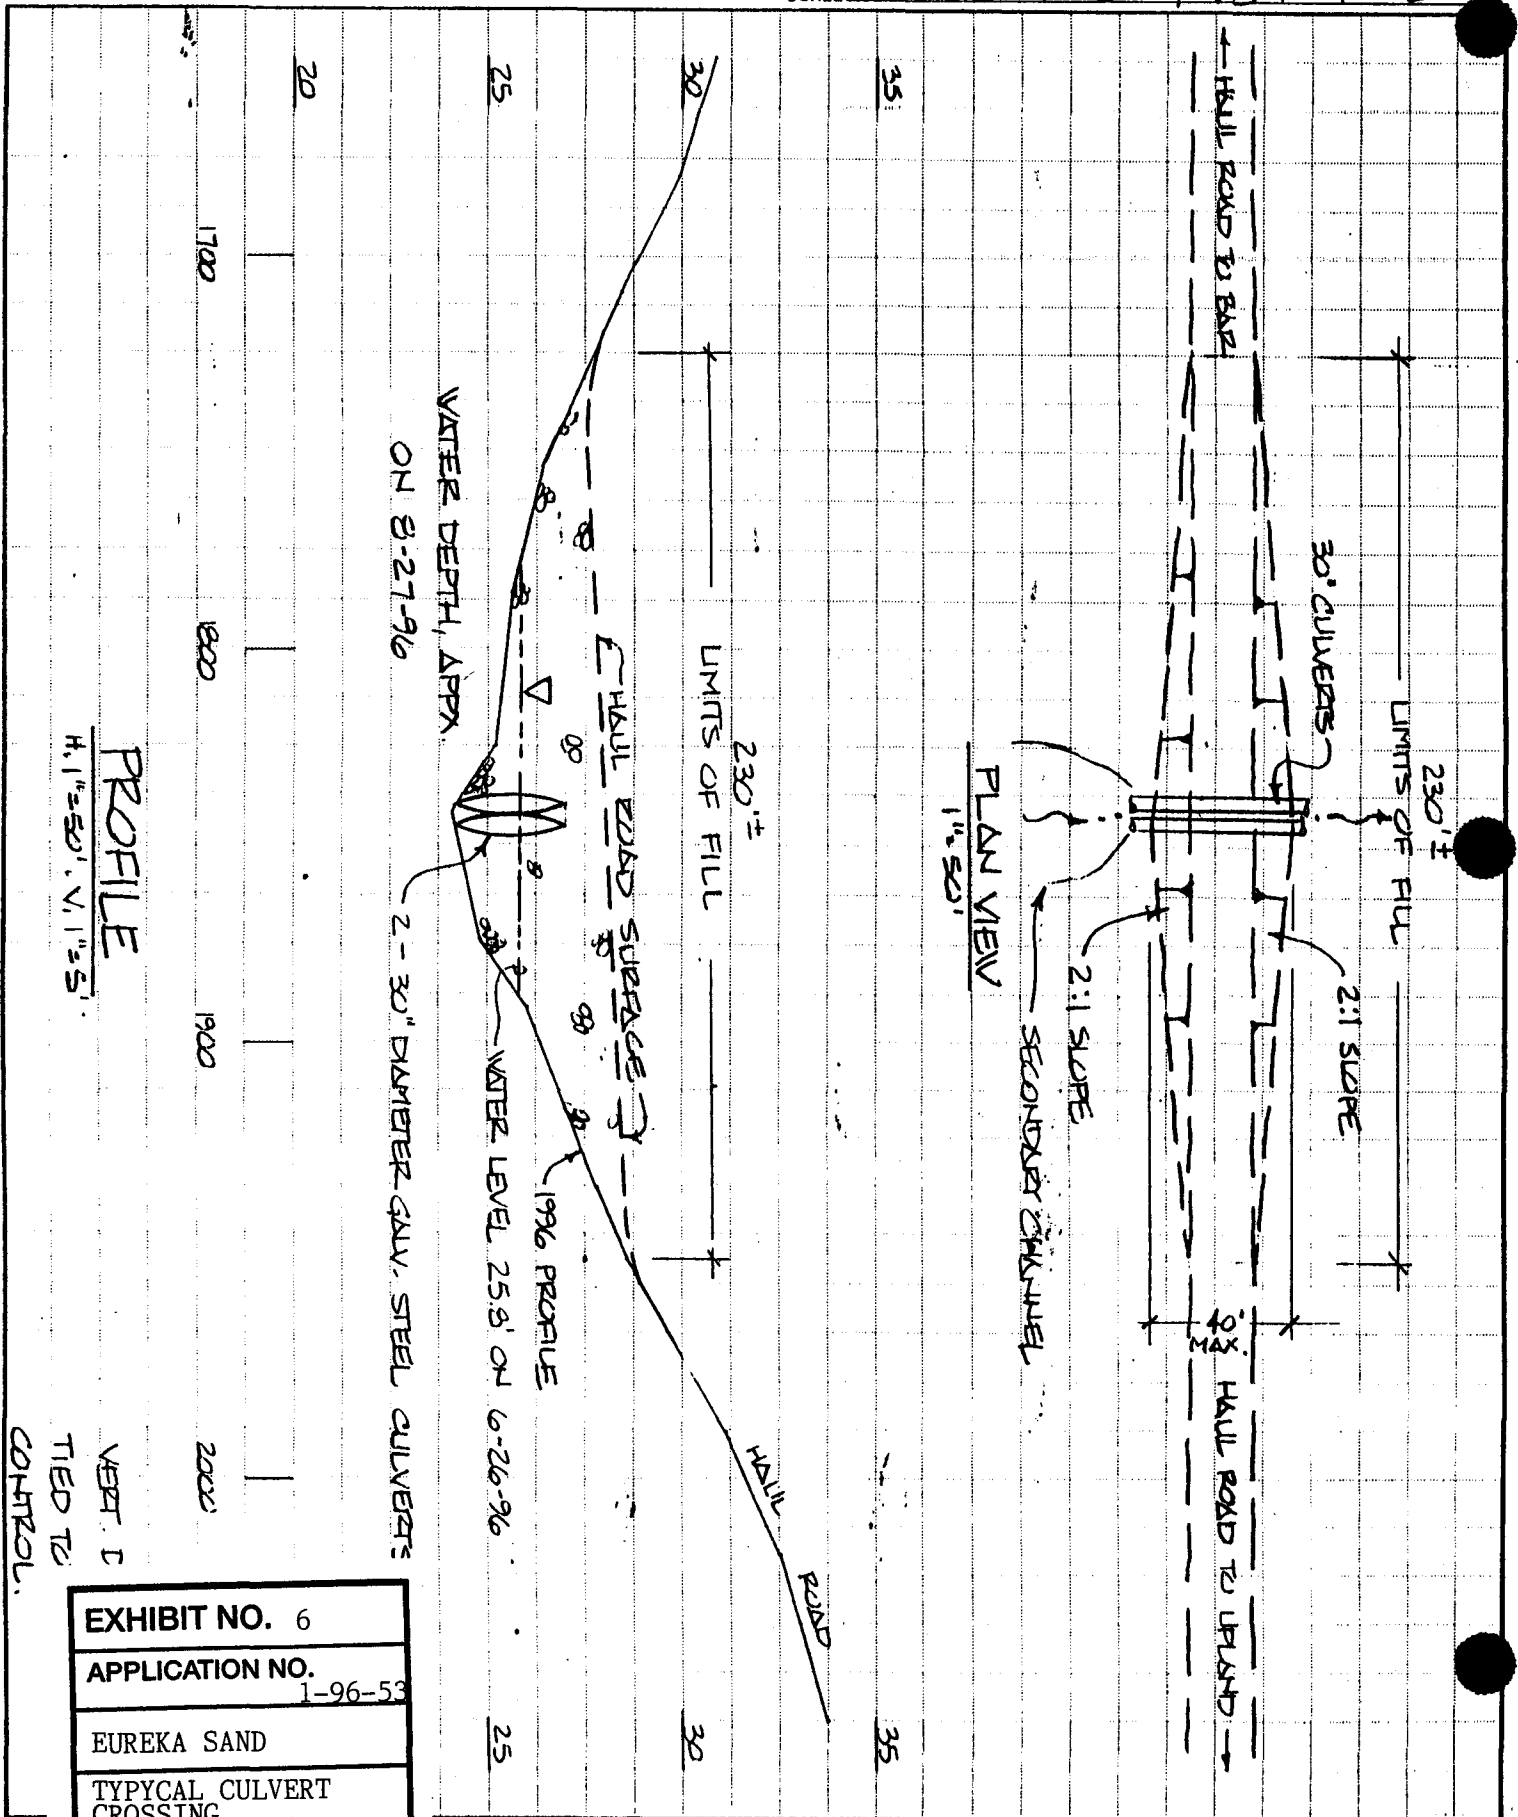 ← HAUL ROAD TO BAR
230'±
LIMITS OF FILL
30" CULVERTS
2:1 SLOPE
2:1 SLOPE
SECONDARY CHANNEL
40'
MAX.
HAUL ROAD TO UPLAND →
PLAN VIEW
1"=50'
35
30
25
20
230'±
LIMITS OF FILL
HAUL ROAD SURFACE
HAUL ROAD
1996 PROFILE
WATER LEVEL 25.8' ON 6-26-96
WATER DEPTH, APPX.
ON 8-27-96
2 - 30" DIAMETER GALV. STEEL CULVERTS
35
30
25
1700
1800
1900
2000
PROFILE
H, 1"=50', V, 1"=5'
VERT.
TIED TO
CONTROL.
EXHIBIT NO. 6
APPLICATION NO.
1-96-53
EUREKA SAND
TYPYCAL CULVERT
CROSSING